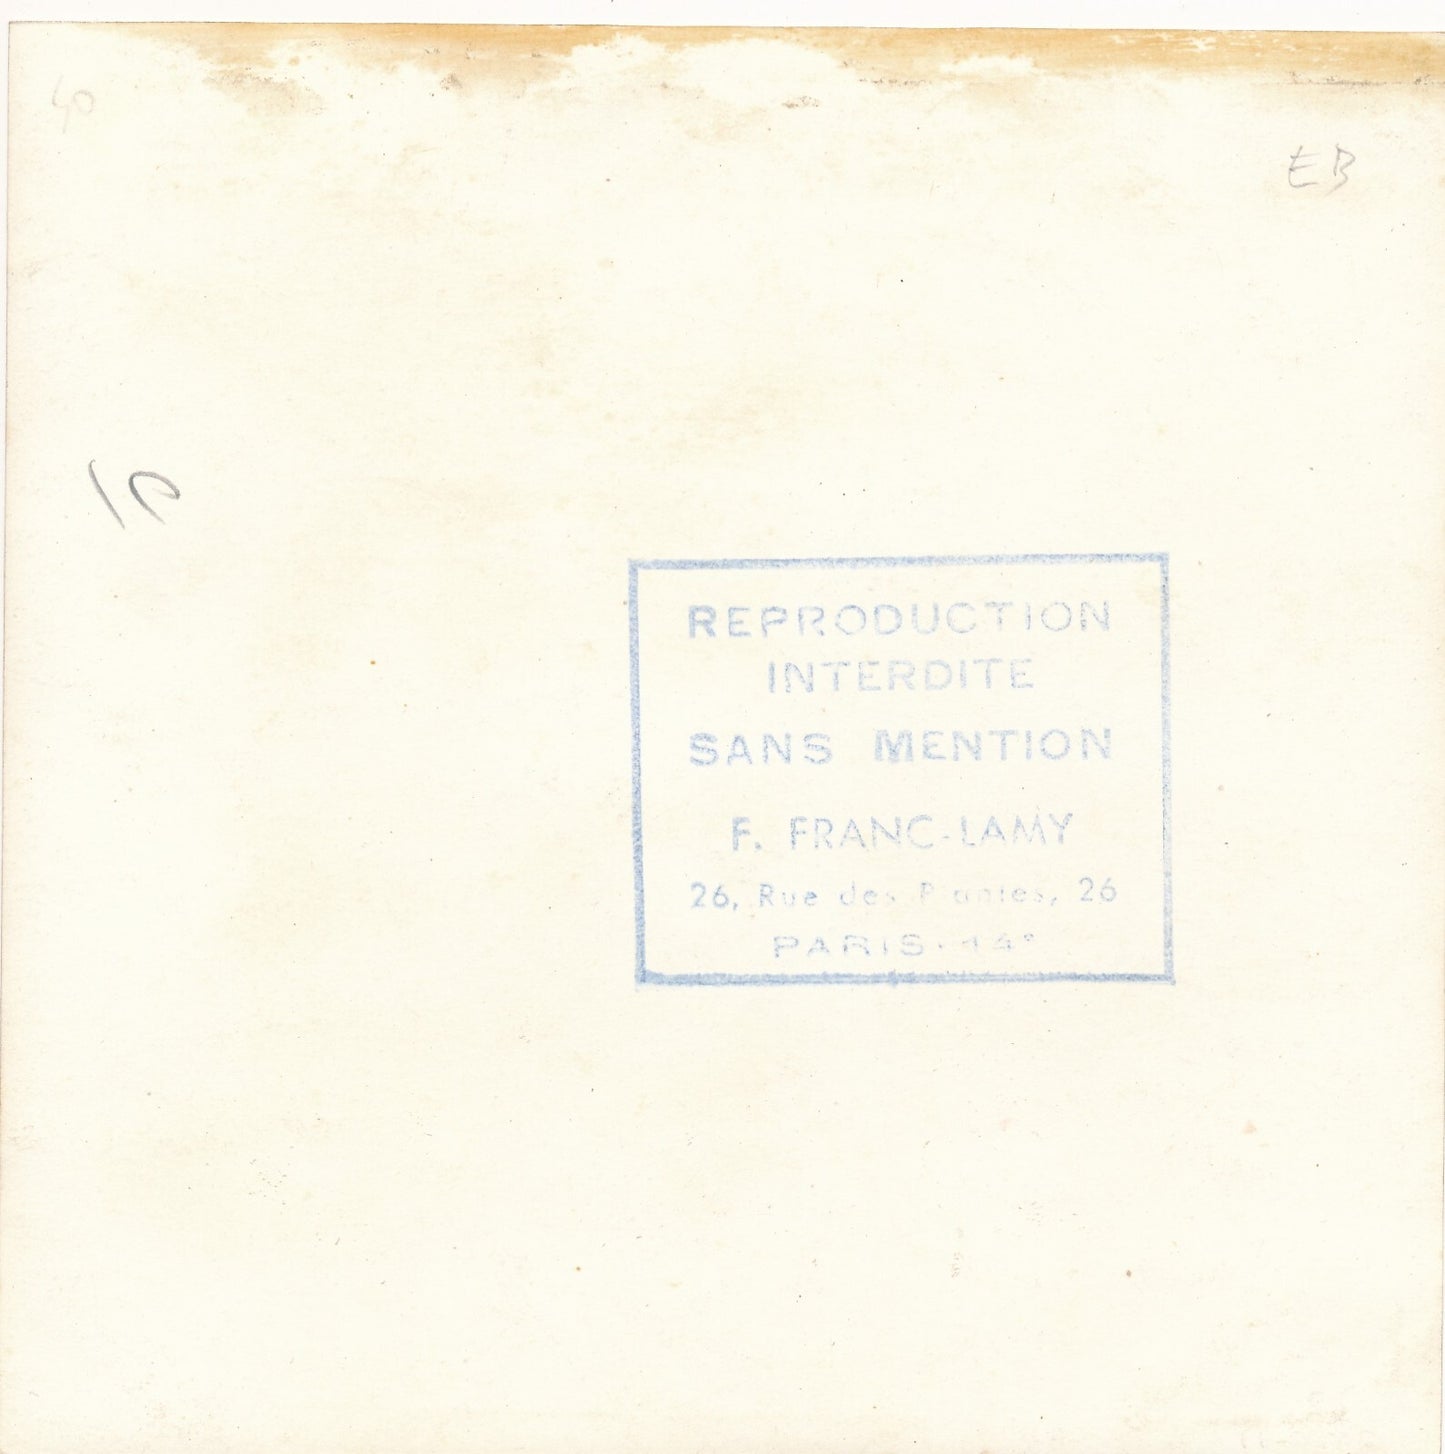 40
EB
REPRODUCTION
INTERDITE
SANS MENTION
F. FRANC-LAMY
26, Rue des Plantes, 26
PARIS-14e